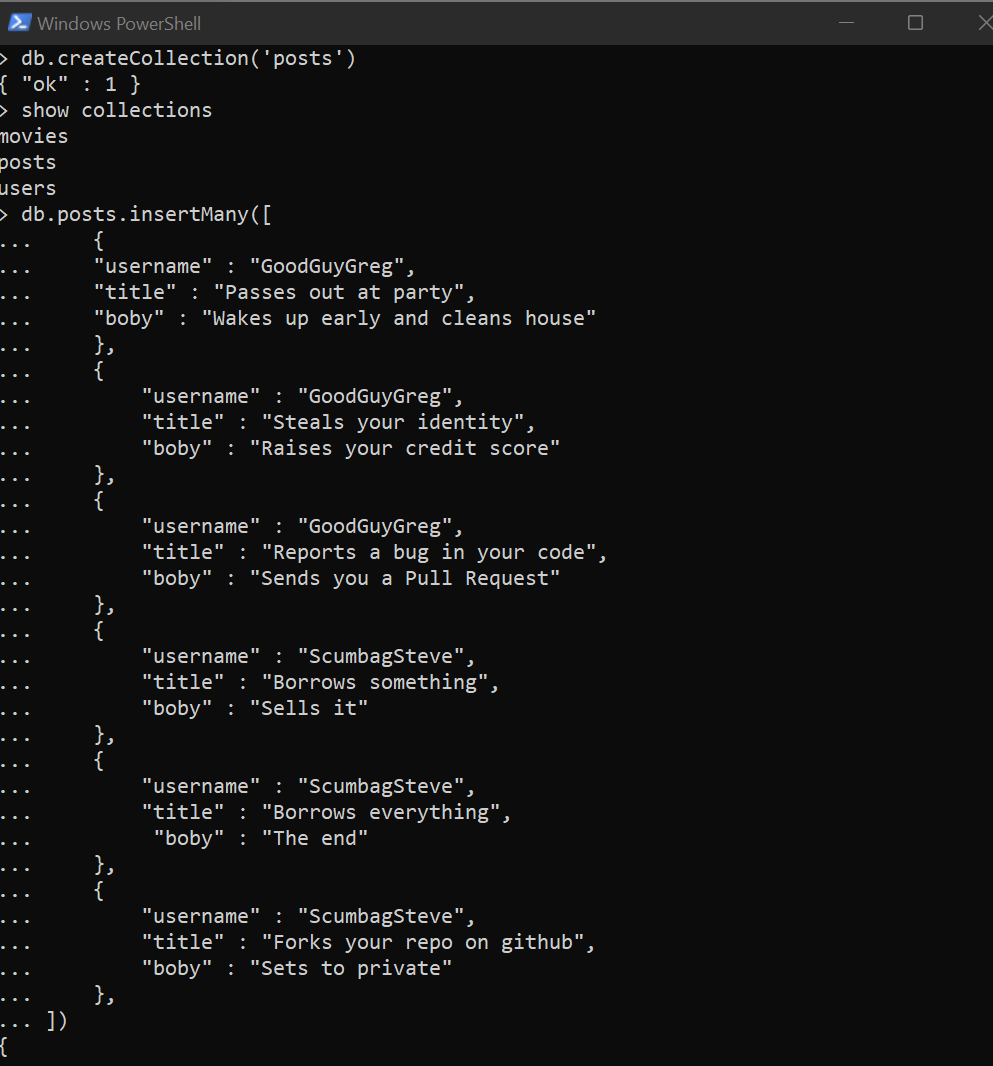 Windows PowerShell
> db.createCollection('posts')
{ "ok" : 1 }
> show collections
movies
posts
users
> db.posts.insertMany([
...     {
...     "username" : "GoodGuyGreg",
...     "title" : "Passes out at party",
...     "boby" : "Wakes up early and cleans house"
...     },
...     {
...         "username" : "GoodGuyGreg",
...         "title" : "Steals your identity",
...         "boby" : "Raises your credit score"
...     },
...     {
...         "username" : "GoodGuyGreg",
...         "title" : "Reports a bug in your code",
...         "boby" : "Sends you a Pull Request"
...     },
...     {
...         "username" : "ScumbagSteve",
...         "title" : "Borrows something",
...         "boby" : "Sells it"
...     },
...     {
...         "username" : "ScumbagSteve",
...         "title" : "Borrows everything",
...          "boby" : "The end"
...     },
...     {
...         "username" : "ScumbagSteve",
...         "title" : "Forks your repo on github",
...         "boby" : "Sets to private"
...     },
... ])
{